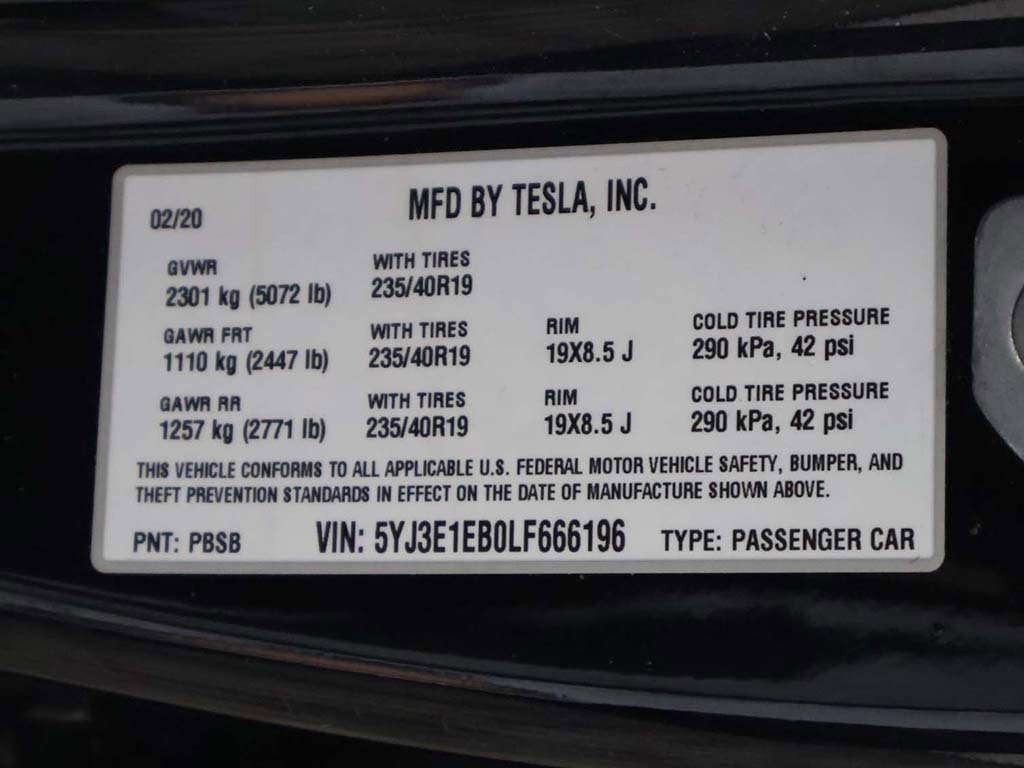 MFD BY TESLA, INC.
02/20
GVWR WITH TIRES
2301 kg (5072 lb) 235/40R19
GAWR FRT WITH TIRES RIM COLD TIRE PRESSURE
1110 kg (2447 lb) 235/40R19 19X8.5 J 290 kPa, 42 psi
GAWR RR WITH TIRES RIM COLD TIRE PRESSURE
1257 kg (2771 lb) 235/40R19 19X8.5 J 290 kPa, 42 psi
THIS VEHICLE CONFORMS TO ALL APPLICABLE U.S. FEDERAL MOTOR VEHICLE SAFETY, BUMPER, AND
THEFT PREVENTION STANDARDS IN EFFECT ON THE DATE OF MANUFACTURE SHOWN ABOVE.
PNT: PBSB VIN: 5YJ3E1EB0LF666196 TYPE: PASSENGER CAR